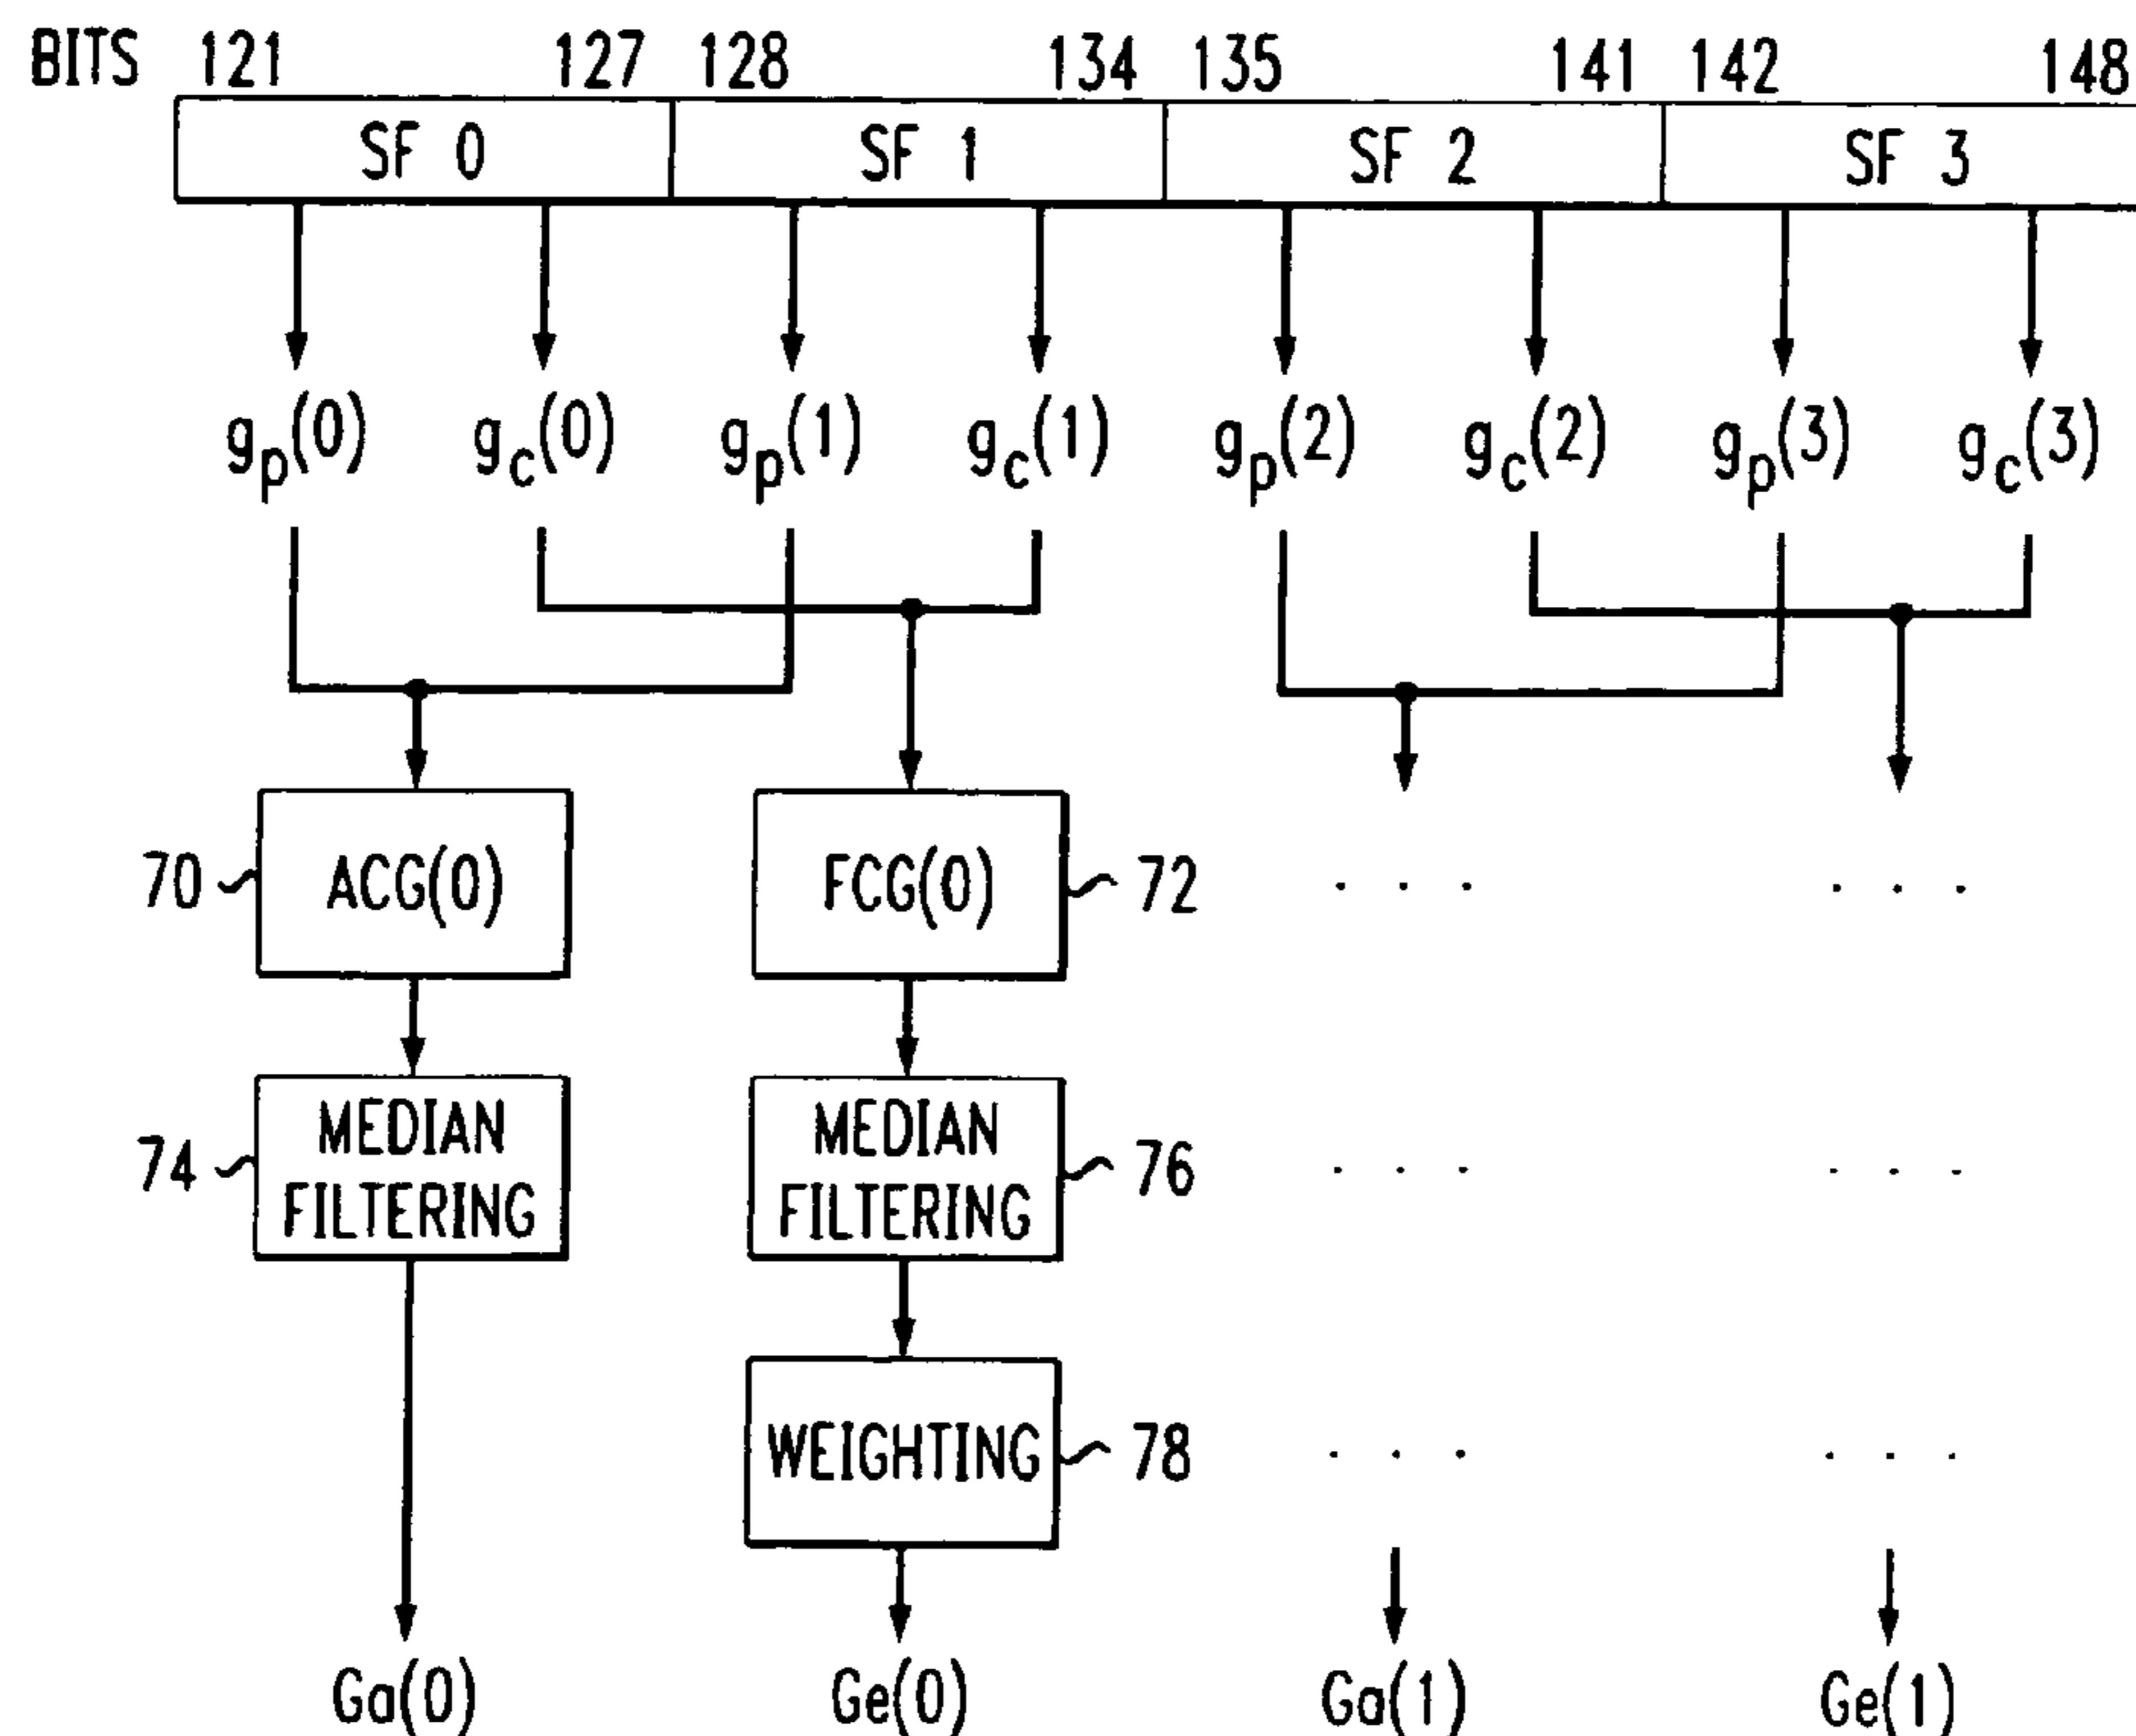 BITS 121 127 128 134 135 141 142 148
SF 0 SF 1 SF 2 SF 3
gp(0) gc(0) gp(1) gc(1) gp(2) gc(2) gp(3) gc(3)
70 ACG(0) FCG(0) 72
74 MEDIAN FILTERING MEDIAN FILTERING 76
WEIGHTING 78
Ga(0) Ge(0) Ga(1) Ge(1)